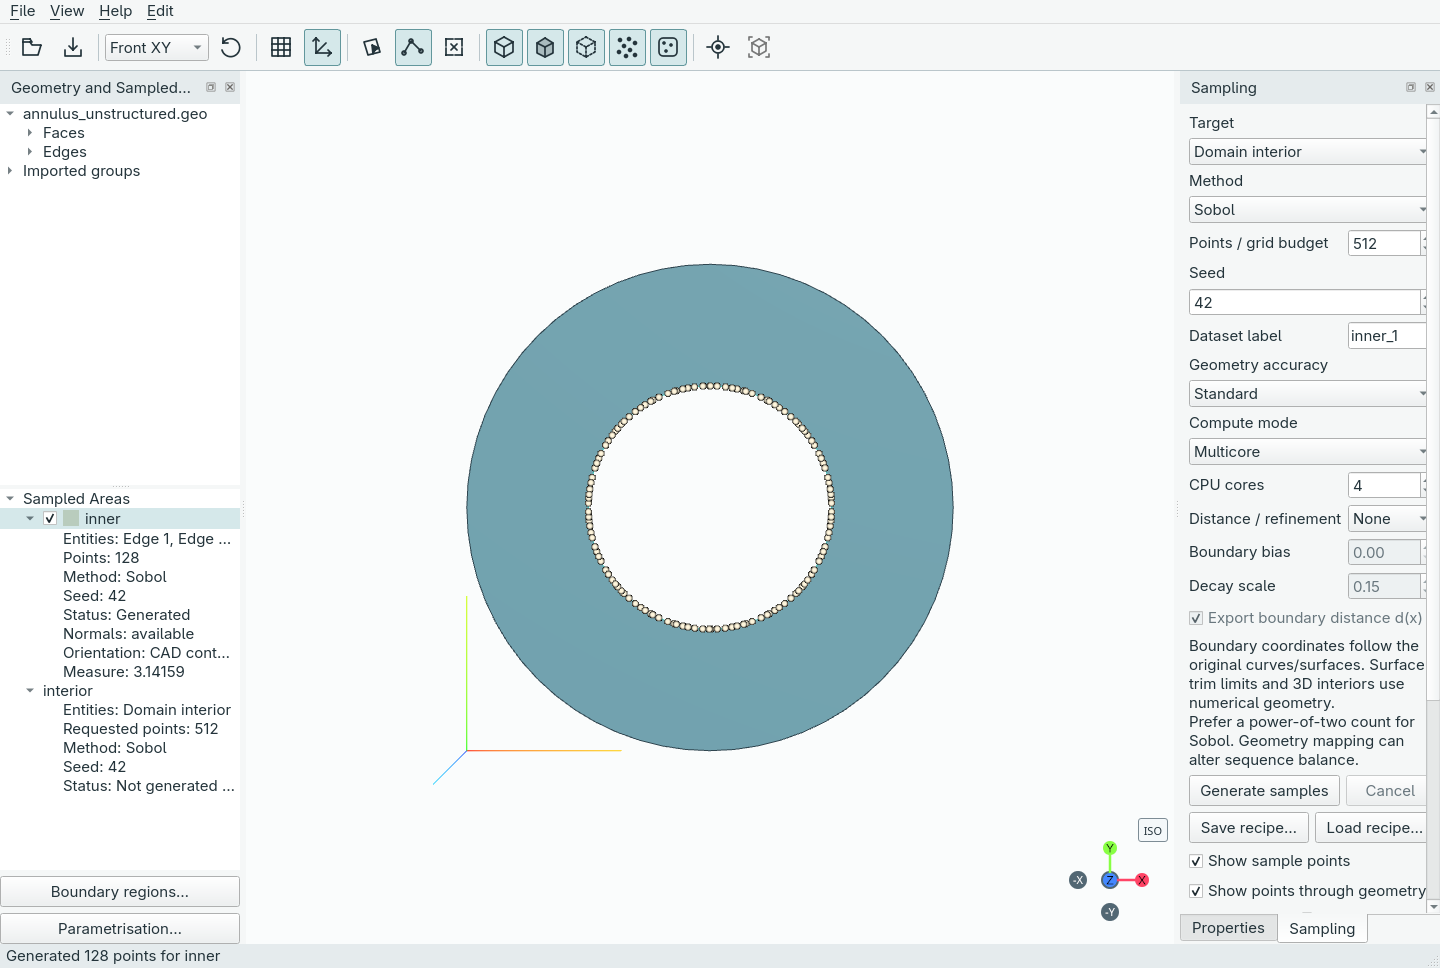 File View Help Edit
Front XY
Geometry and Sampled...
annulus_unstructured.geo
Faces
Edges
Imported groups
Sampled Areas
inner
Entities: Edge 1, Edge ...
Points: 128
Method: Sobol
Seed: 42
Status: Generated
Normals: available
Orientation: CAD cont...
Measure: 3.14159
interior
Entities: Domain interior
Requested points: 512
Method: Sobol
Seed: 42
Status: Not generated ...
Boundary regions...
Parametrisation...
Generated 128 points for inner
ISO
Y
-X
Z
X
-Y
Sampling
Target
Domain interior
Method
Sobol
Points / grid budget 512
Seed
42
Dataset label inner_1
Geometry accuracy
Standard
Compute mode
Multicore
CPU cores 4
Distance / refinement None
Boundary bias 0.00
Decay scale 0.15
Export boundary distance d(x)
Boundary coordinates follow the
original curves/surfaces. Surface
trim limits and 3D interiors use
numerical geometry.
Prefer a power-of-two count for
Sobol. Geometry mapping can
alter sequence balance.
Generate samples Cancel
Save recipe... Load recipe...
Show sample points
Show points through geometry
Properties Sampling